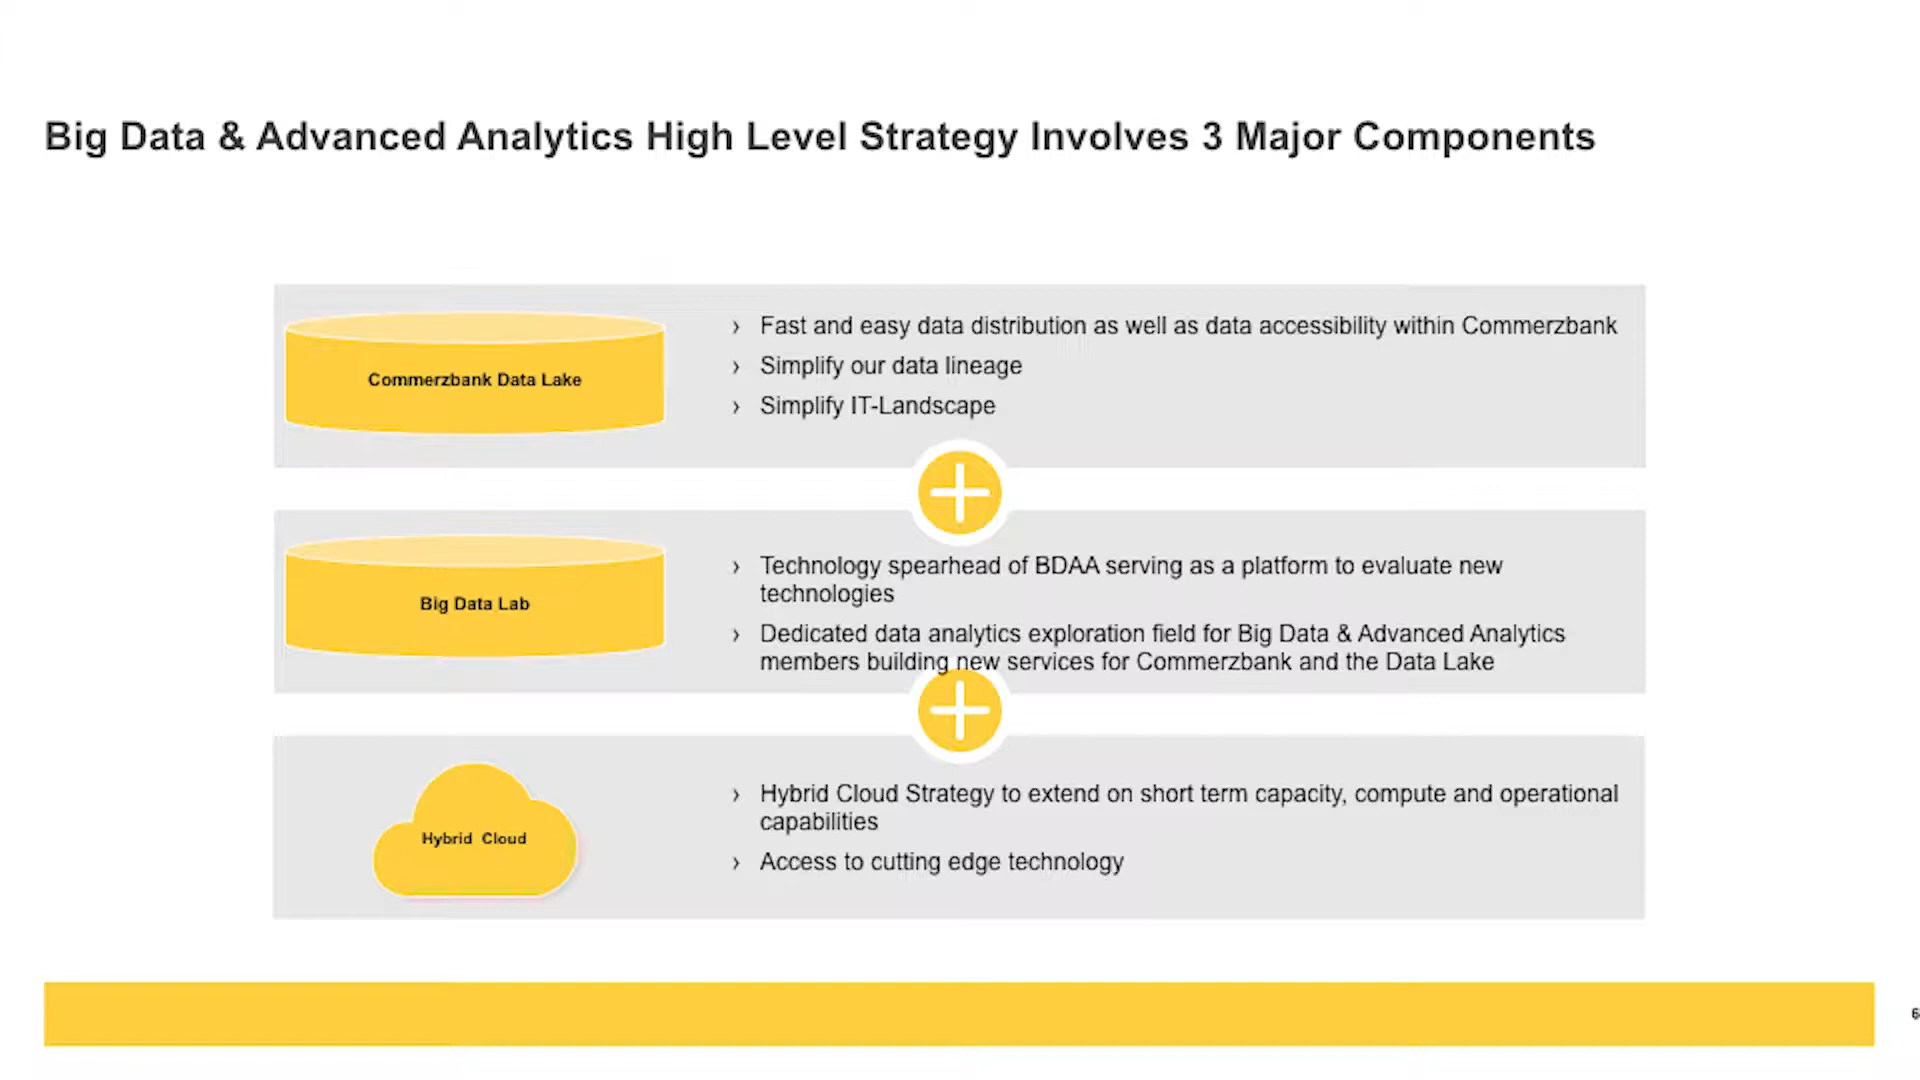 Big Data & Advanced Analytics High Level Strategy Involves 3 Major Components
Commerzbank Data Lake
› Fast and easy data distribution as well as data accessibility within Commerzbank
› Simplify our data lineage
› Simplify IT-Landscape
Big Data Lab
› Technology spearhead of BDAA serving as a platform to evaluate new
technologies
› Dedicated data analytics exploration field for Big Data & Advanced Analytics
members building new services for Commerzbank and the Data Lake
Hybrid Cloud
› Hybrid Cloud Strategy to extend on short term capacity, compute and operational
capabilities
› Access to cutting edge technology
6